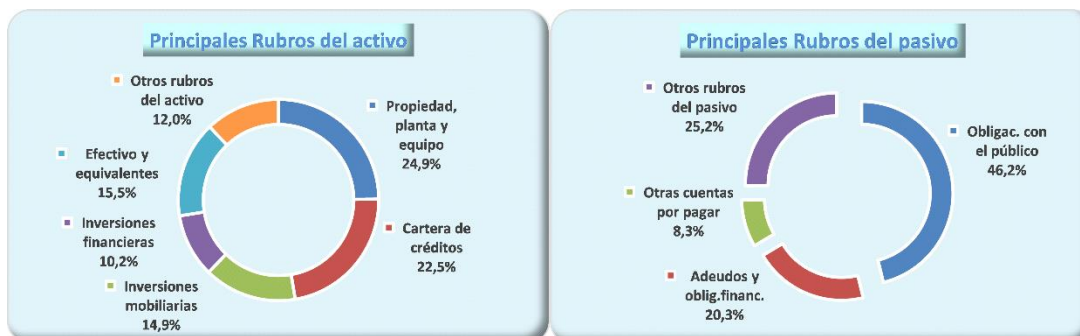 Principales Rubros del activo
Otros rubros
del activo
12,0%
Propiedad,
planta y
equipo
24,9%
Efectivo y
equivalentes
15,5%
Inversiones
financieras
10,2%
Cartera de
créditos
22,5%
Inversiones
mobiliarias
14,9%
Principales Rubros del pasivo
Otros rubros
del pasivo
25,2%
Obligac. con
el público
46,2%
Otras cuentas
por pagar
8,3%
Adeudos y
oblig.financ.
20,3%